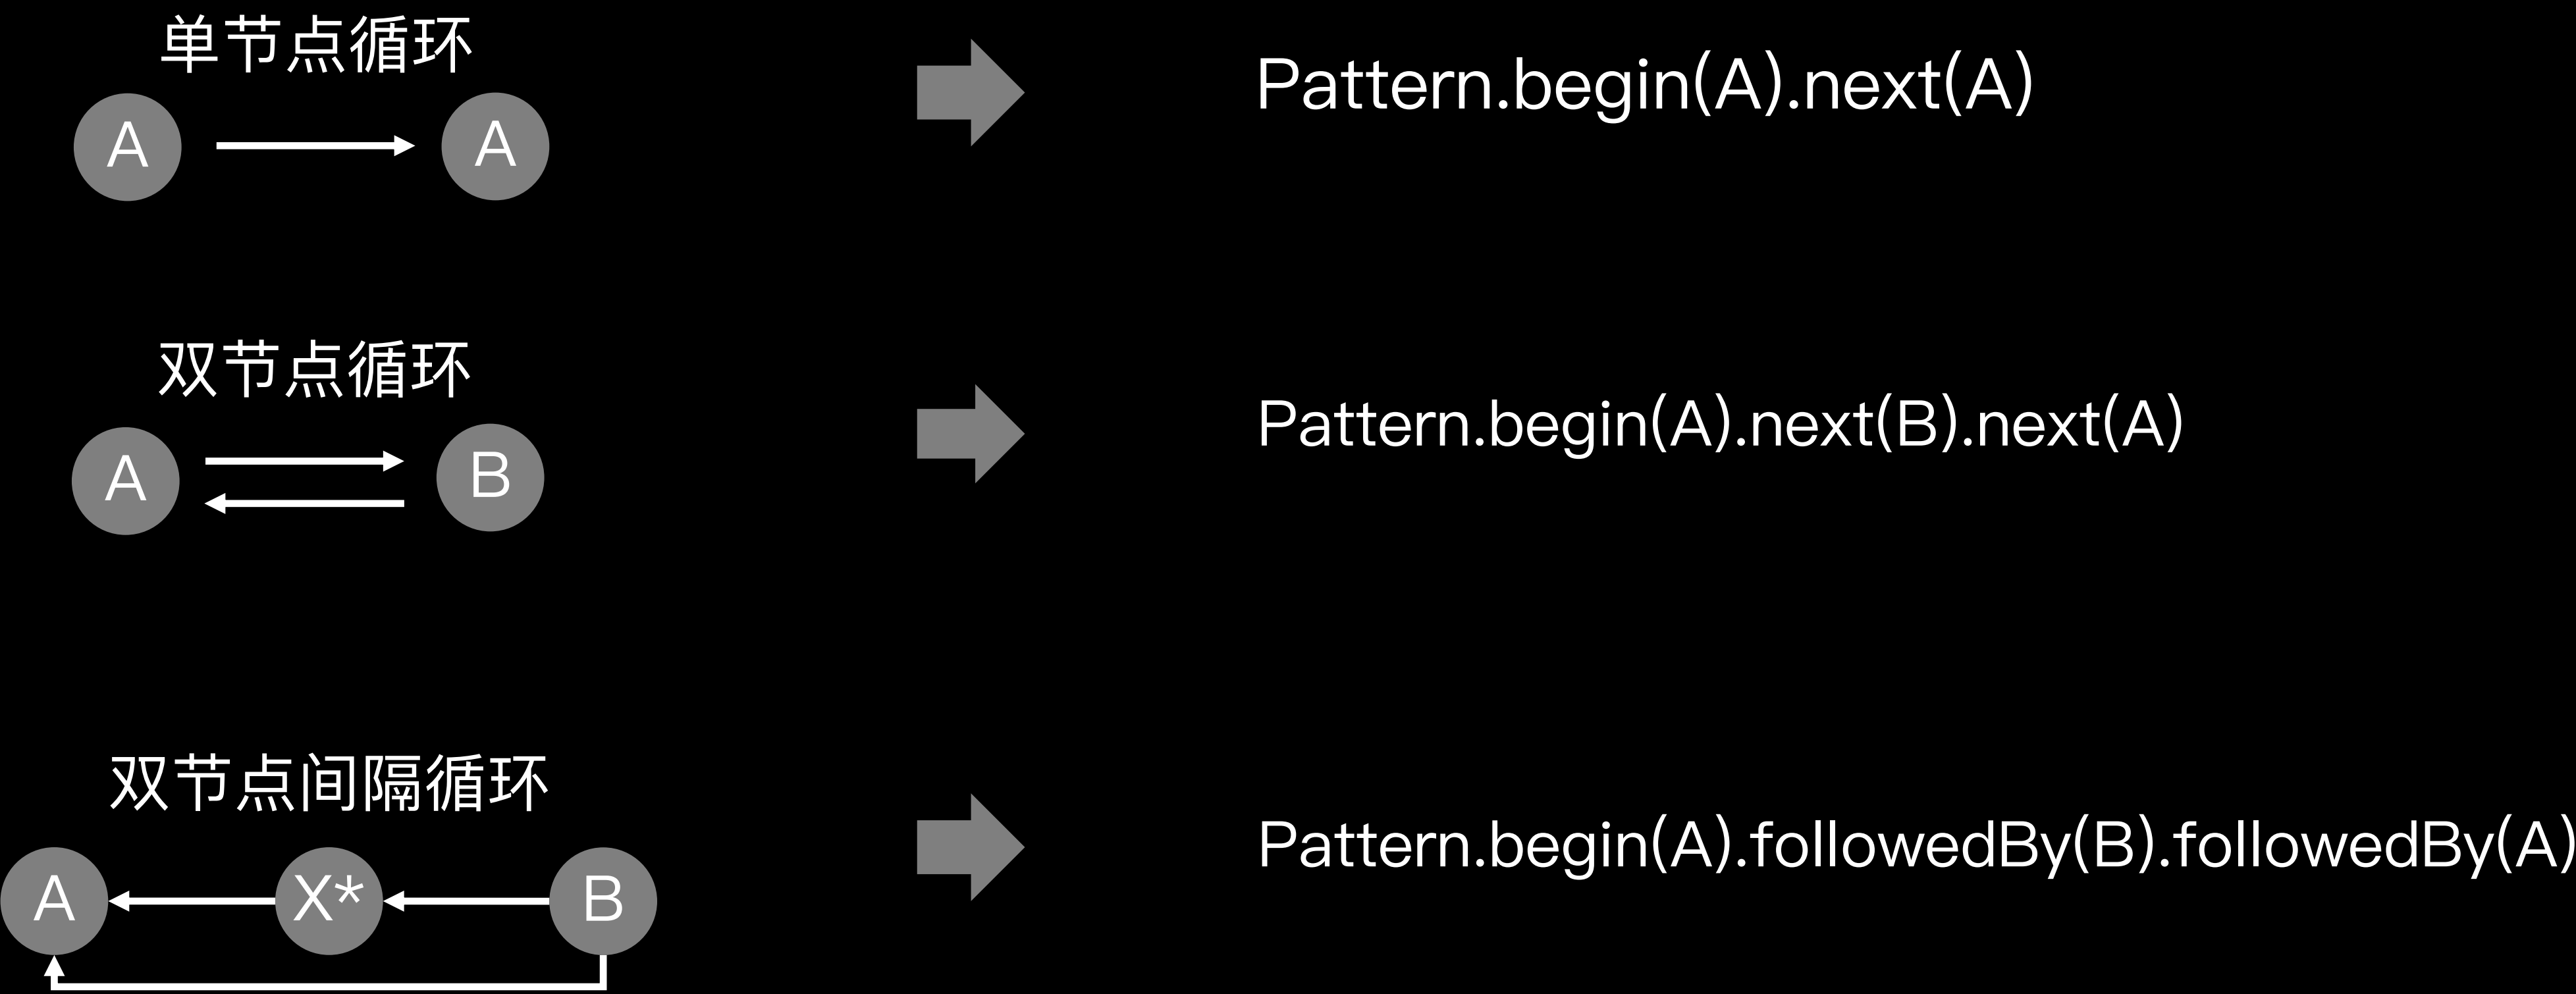 单节点循环
A
A
Pattern.begin(A).next(A)
双节点循环
A
B
Pattern.begin(A).next(B).next(A)
双节点间隔循环
A
X*
B
Pattern.begin(A).followedBy(B).followedBy(A)